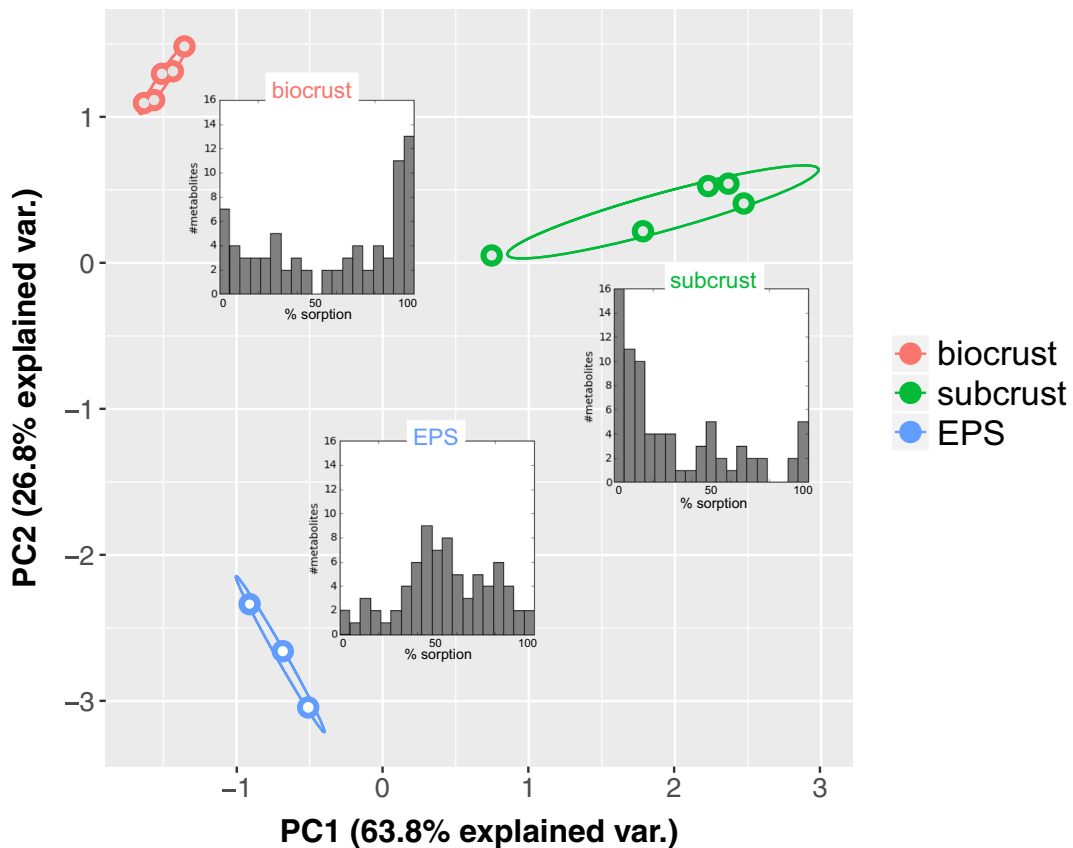 PC2 (26.8% explained var.)
1
0
−1
−2
−3
biocrust
#metabolites
16
14
12
10
8
6
4
2
0
0 50 100
% sorption
subcrust
#metabolites
16
14
12
10
8
6
4
2
0
0 50 100
% sorption
EPS
#metabolites
16
14
12
10
8
6
4
2
0
0 50 100
% sorption
−1 0 1 2 3
PC1 (63.8% explained var.)
biocrust
subcrust
EPS